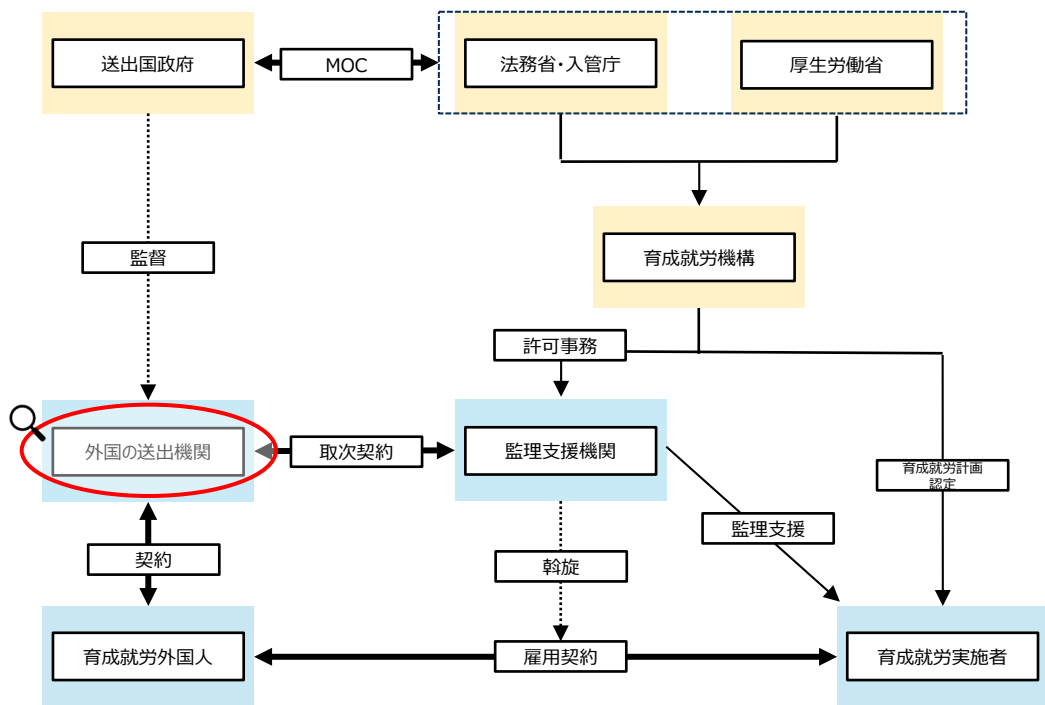 送出国政府
MOC
法務省・入管庁
厚生労働省
監督
育成就労機構
許可事務
外国の送出機関
取次契約
監理支援機関
育成就労計画
認定
監理支援
契約
斡旋
育成就労外国人
雇用契約
育成就労実施者